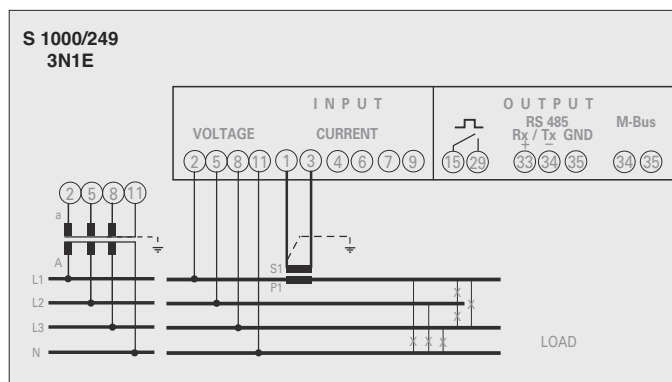 S 1000/249
3N1E
INPUT
OUTPUT
VOLTAGE
CURRENT
RS 485
Rx / Tx GND
+ −
M-Bus
2 5 8 11 1 3 4 6 7 9 15 29 33 34 35 34 35
2 5 8 11
a
A
S1
P1
L1
L2
L3
N
LOAD